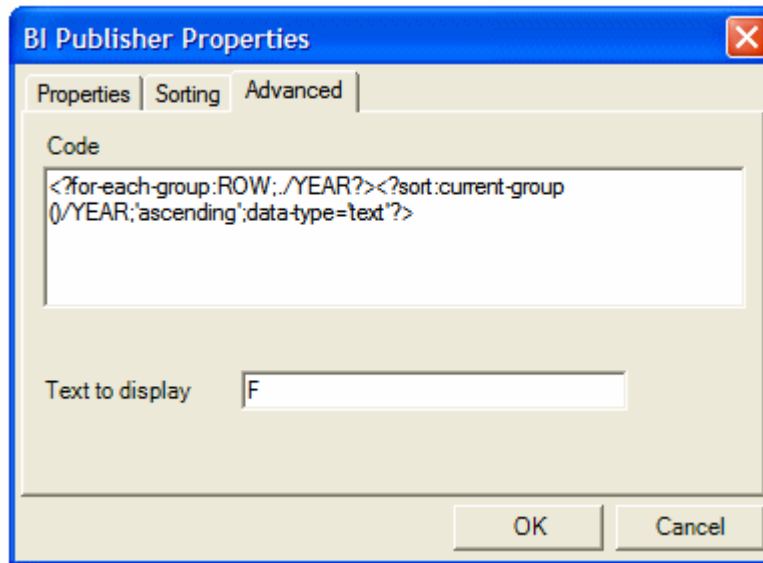 BI Publisher Properties
Properties Sorting Advanced
Code
<?for-each-group:ROW;./YEAR?><?sort:current-group
()/YEAR;'ascending';data-type='text'?>
Text to display F
OK Cancel